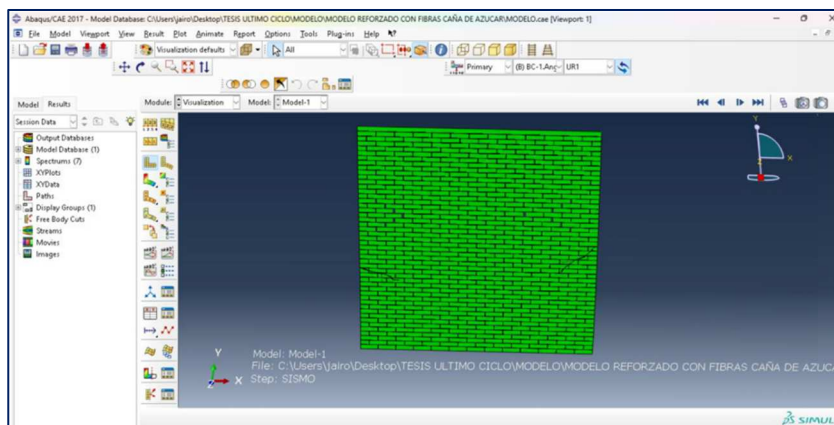 Abaqus/CAE 2017 - Model Database: C:\Users\jairo\Desktop\TESIS ULTIMO CICLO\MODELO\MODELO REFORZADO CON FIBRAS CAÑA DE AZUCAR\MODELO.cae [Viewport: 1]
File Model Viewport View Result Plot Animate Report Options Tools Plug-ins Help
Visualization defaults All
Primary (B) BC-1.Ang UR1
Model Results Module: Visualization Model: Model-1
Session Data
Output Databases
Model Database (1)
Spectrums (7)
XYPlots
XYData
Paths
Display Groups (1)
Free Body Cuts
Streams
Movies
Images
Y
X
Y
X
Model: Model-1
File: C:\Users\jairo\Desktop\TESIS ULTIMO CICLO\MODELO\MODELO REFORZADO CON FIBRAS CAÑA DE AZUCA
Step: SISMO
SIMUL